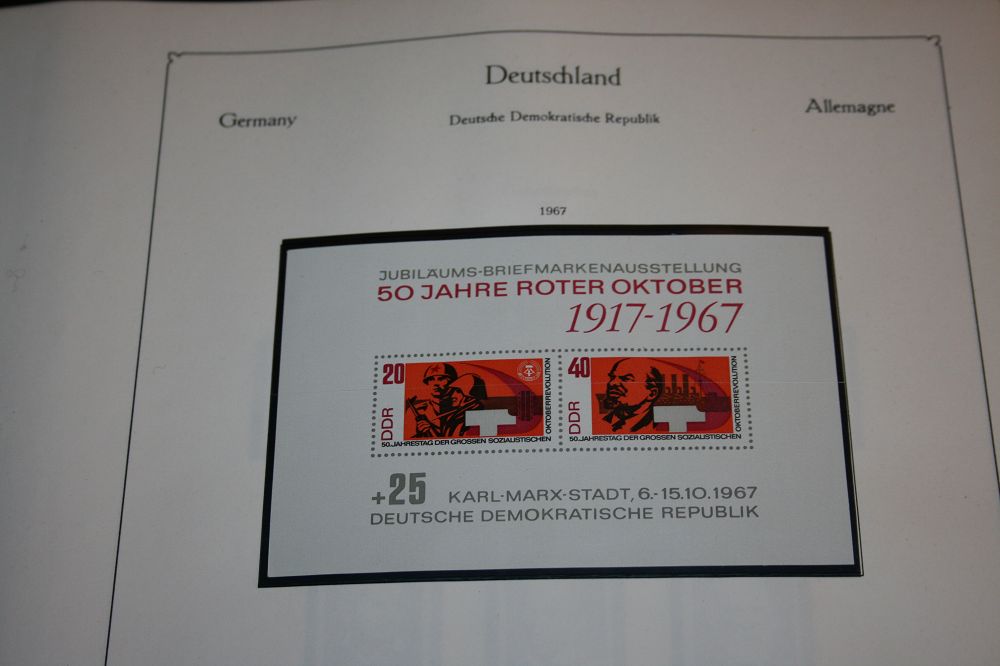 Deutschland
Germany
Deutsche Demokratische Republik
Allemagne
1967
JUBILÄUMS-BRIEFMARKENAUSSTELLUNG
50 JAHRE ROTER OKTOBER
1917-1967
20
DDR
50. JAHRESTAG DER GROSSEN SOZIALISTISCHEN
OKTOBERREVOLUTION
40
DDR
50. JAHRESTAG DER GROSSEN SOZIALISTISCHEN
OKTOBERREVOLUTION
+25
KARL-MARX-STADT, 6.-15.10.1967
DEUTSCHE DEMOKRATISCHE REPUBLIK